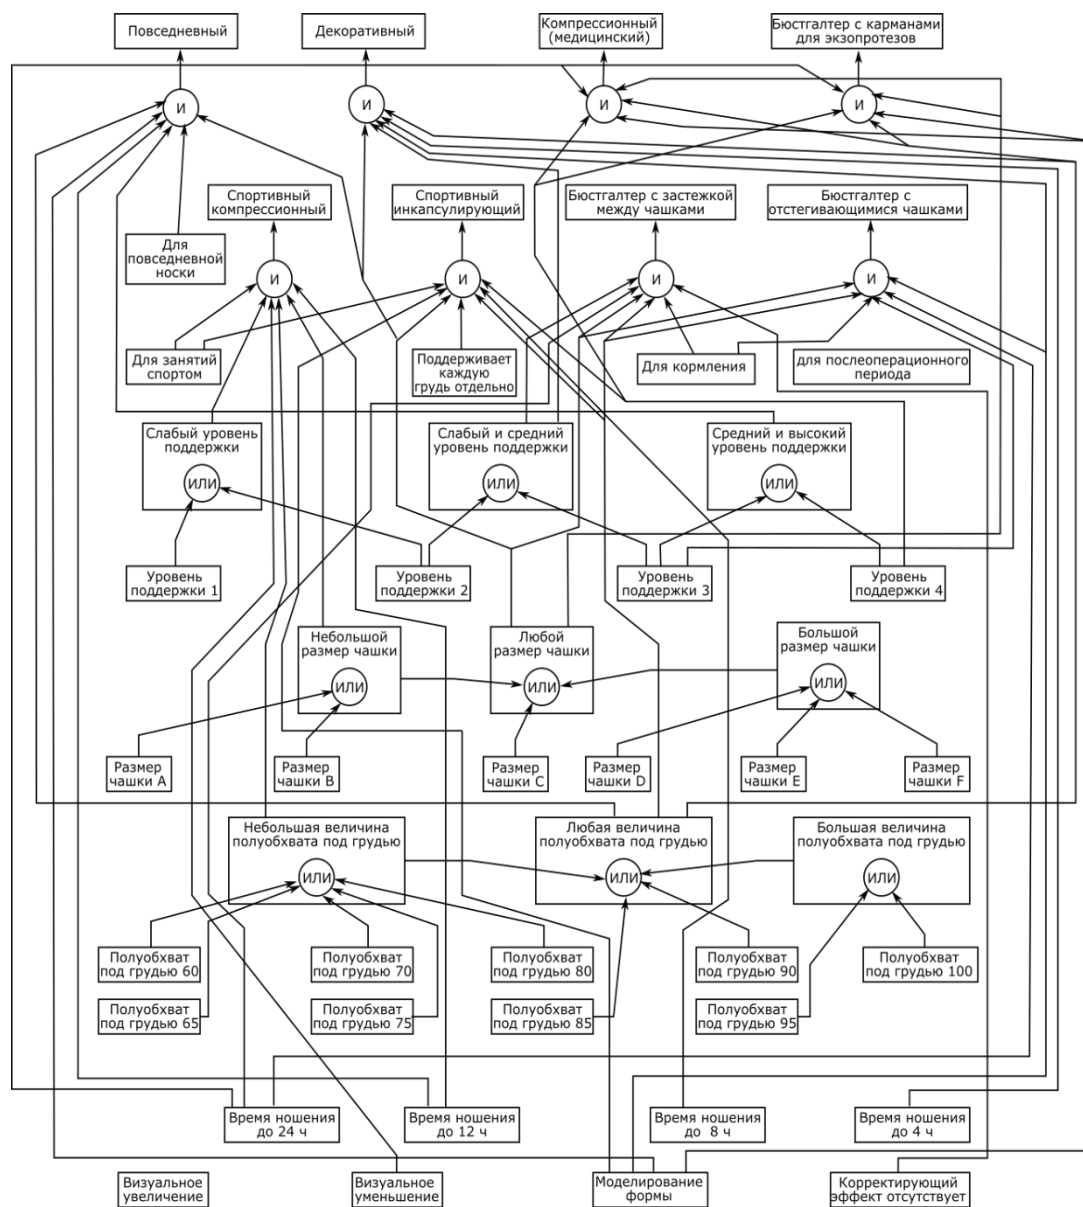 Повседневный
Декоративный
Компрессионный
(медицинский)
Бюстгалтер с карманами
для экзопротезов
И
И
И
И
Спортивный
компрессионный
Спортивный
инкапсулирующий
Бюстгалтер с застежкой
между чашками
Бюстгалтер с
отстегивающимися чашками
Для
повседневной
носки
И
И
И
И
Для занятий
спортом
Поддерживает
каждую
грудь отдельно
Для кормления
для послеоперационного
периода
Слабый уровень
поддержки
ИЛИ
Слабый и средний
уровень поддержки
ИЛИ
Средний и высокий
уровень поддержки
ИЛИ
Уровень
поддержки 1
Уровень
поддержки 2
Уровень
поддержки 3
Уровень
поддержки 4
Небольшой
размер чашки
ИЛИ
Любой
размер чашки
ИЛИ
Большой
размер чашки
ИЛИ
Размер
чашки A
Размер
чашки B
Размер
чашки C
Размер
чашки D
Размер
чашки E
Размер
чашки F
Небольшая величина
полуобхвата под грудью
ИЛИ
Любая величина
полуобхвата под грудью
ИЛИ
Большая величина
полуобхвата под грудью
ИЛИ
Полуобхват
под грудью 60
Полуобхват
под грудью 70
Полуобхват
под грудью 80
Полуобхват
под грудью 90
Полуобхват
под грудью 100
Полуобхват
под грудью 65
Полуобхват
под грудью 75
Полуобхват
под грудью 85
Полуобхват
под грудью 95
Время ношения
до 24 ч
Время ношения
до 12 ч
Время ношения
до 8 ч
Время ношения
до 4 ч
Визуальное
увеличение
Визуальное
уменьшение
Моделирование
формы
Корректирующий
эффект отсутствует